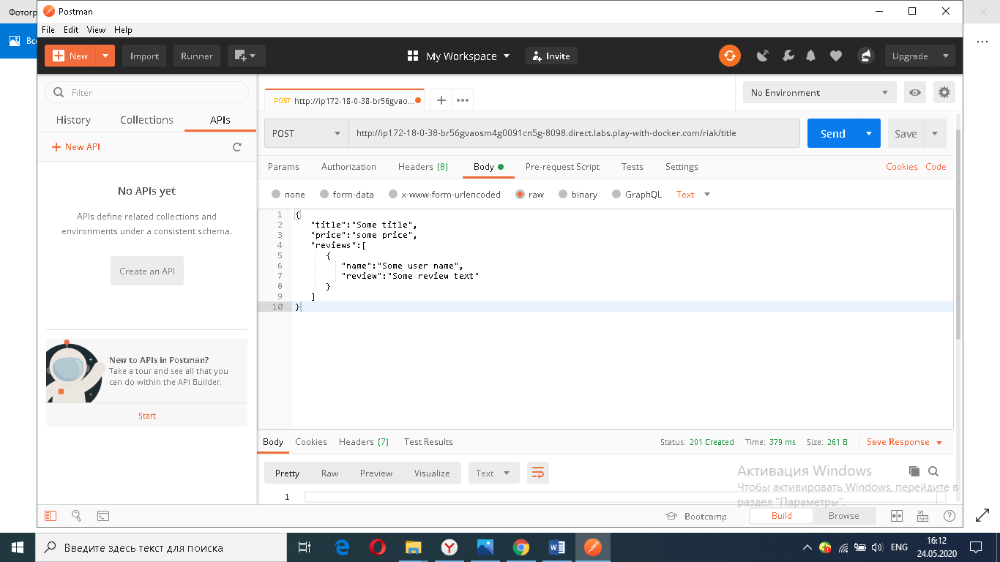 Фотогр
Postman
File Edit View Help
Все
New Import Runner My Workspace Invite Upgrade
Filter
History Collections APIs
+ New API
No APIs yet
APIs define related collections and
environments under a consistent schema.
Create an API
New to APIs in Postman?
Take a tour and see all that you
can do within the API Builder.
Start
POST http://ip172-18-0-38-br56gvao...
No Environment
POST http://ip172-18-0-38-br56gvaosm4g0091cn5g-8098.direct.labs.play-with-docker.com/riak/title Send Save
Params Authorization Headers (8) Body Pre-request Script Tests Settings Cookies Code
none form-data x-www-form-urlencoded raw binary GraphQL Text
1 {
2 "title":"Some title",
3 "price":"some price",
4 "reviews":[
5 {
6 "name":"Some user name",
7 "review":"Some review text"
8 }
9 ]
10 }
Body Cookies Headers (7) Test Results Status: 201 Created Time: 379 ms Size: 261 B Save Response
Pretty Raw Preview Visualize Text
1
Активация Windows
Чтобы активировать Windows, перейдите в
раздел "Параметры".
Bootcamp Build Browse
Введите здесь текст для поиска
ENG
16:12
24.05.2020